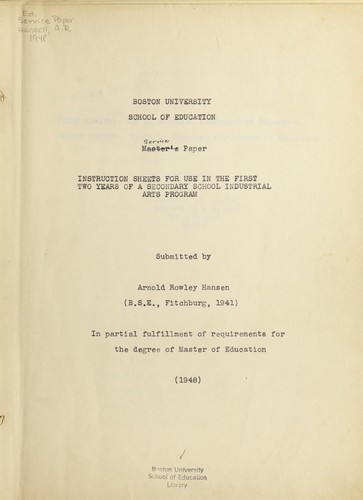 Ed.
Service Paper
Hansen, A.R.
1948
BOSTON UNIVERSITY
SCHOOL OF EDUCATION
Service
Master's Paper
INSTRUCTION SHEETS FOR USE IN THE FIRST
TWO YEARS OF A SECONDARY SCHOOL INDUSTRIAL
ARTS PROGRAM
Submitted by
Arnold Rowley Hansen
(B.S.E., Fitchburg, 1941)
In partial fulfillment of requirements for
the degree of Master of Education
(1948)
Boston University
School of Education
Library